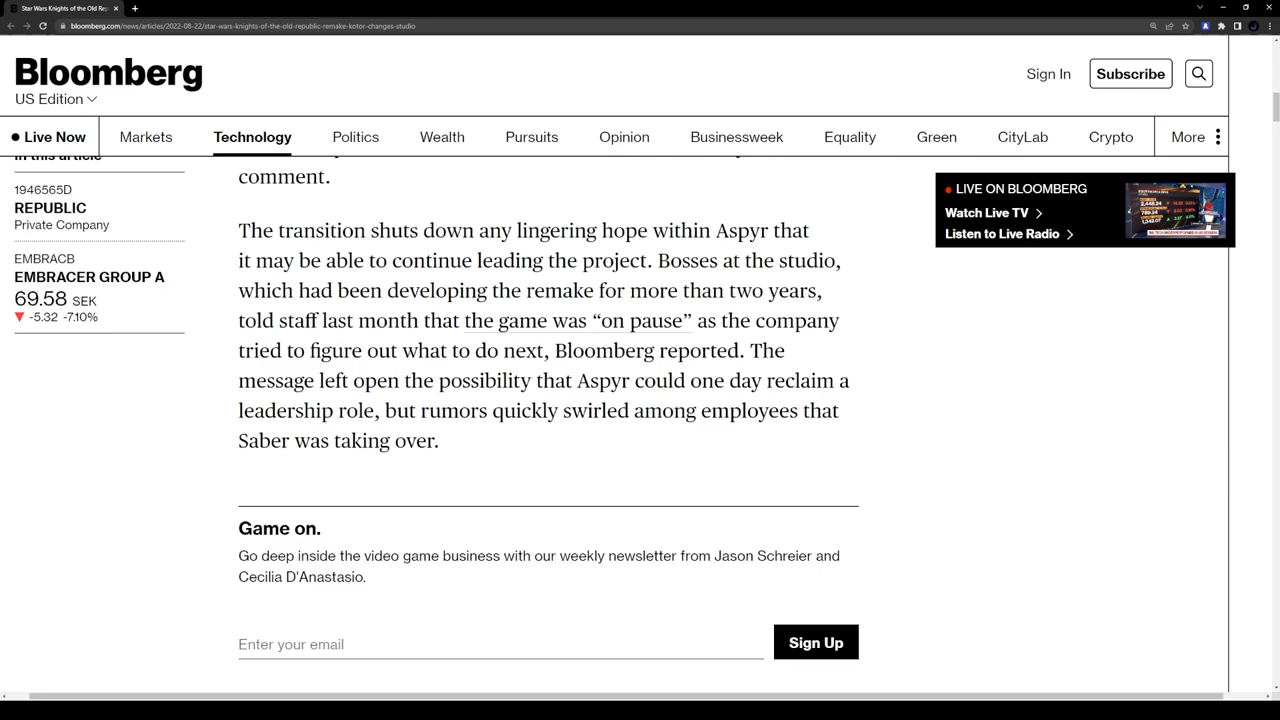 Star Wars Knights of the Old Rep
bloomberg.com/news/articles/2022-08-22/star-wars-knights-of-the-old-republic-remake-kotor-changes-studio
Bloomberg
US Edition
Sign In
Subscribe
Live Now
Markets
Technology
Politics
Wealth
Pursuits
Opinion
Businessweek
Equality
Green
CityLab
Crypto
More
In this article
1946565D
REPUBLIC
Private Company
EMBRACB
EMBRACER GROUP A
69.58 SEK
-5.32 -7.10%
comment.
The transition shuts down any lingering hope within Aspyr that
it may be able to continue leading the project. Bosses at the studio,
which had been developing the remake for more than two years,
told staff last month that the game was “on pause” as the company
tried to figure out what to do next, Bloomberg reported. The
message left open the possibility that Aspyr could one day reclaim a
leadership role, but rumors quickly swirled among employees that
Saber was taking over.
LIVE ON BLOOMBERG
Watch Live TV
Listen to Live Radio
Game on.
Go deep inside the video game business with our weekly newsletter from Jason Schreier and
Cecilia D'Anastasio.
Enter your email
Sign Up